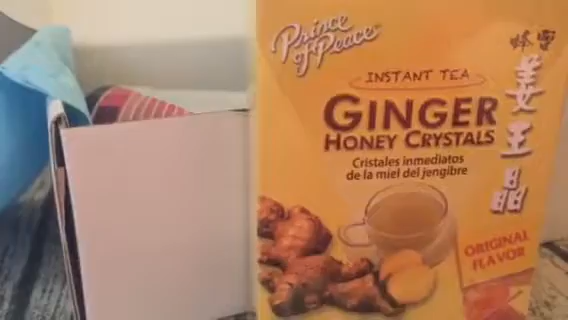 Prince
of Peace
INSTANT TEA
GINGER
HONEY CRYSTALS
Cristales inmediatos
de la miel del jengibre
蜂蜜
姜王晶
ORIGINAL
FLAVOR